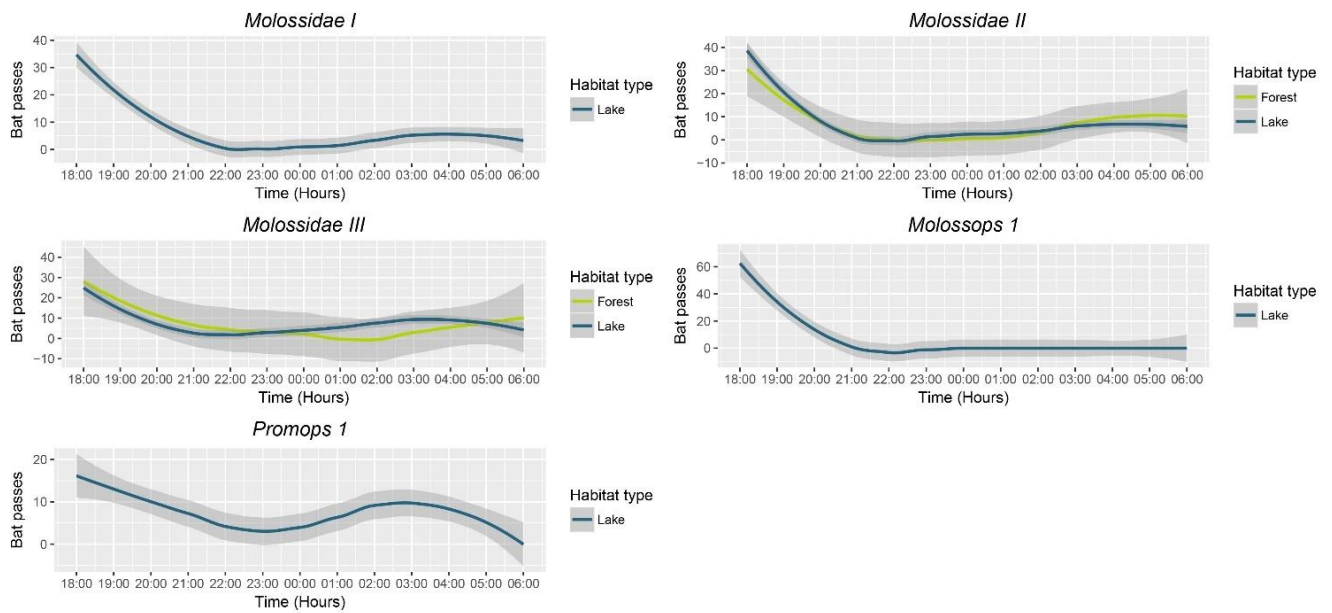 Molossidae I
40
30
20
10
0
Bat passes
18:00 19:00 20:00 21:00 22:00 23:00 00:00 01:00 02:00 03:00 04:00 05:00 06:00
Time (Hours)
Habitat type
Lake
Molossidae II
40
30
20
10
0
−10
Bat passes
18:00 19:00 20:00 21:00 22:00 23:00 00:00 01:00 02:00 03:00 04:00 05:00 06:00
Time (Hours)
Habitat type
Forest
Lake
Molossidae III
40
30
20
10
0
−10
Bat passes
18:00 19:00 20:00 21:00 22:00 23:00 00:00 01:00 02:00 03:00 04:00 05:00 06:00
Time (Hours)
Habitat type
Forest
Lake
Molossops 1
60
40
20
0
Bat passes
18:00 19:00 20:00 21:00 22:00 23:00 00:00 01:00 02:00 03:00 04:00 05:00 06:00
Time (Hours)
Habitat type
Lake
Promops 1
20
10
0
Bat passes
18:00 19:00 20:00 21:00 22:00 23:00 00:00 01:00 02:00 03:00 04:00 05:00 06:00
Time (Hours)
Habitat type
Lake